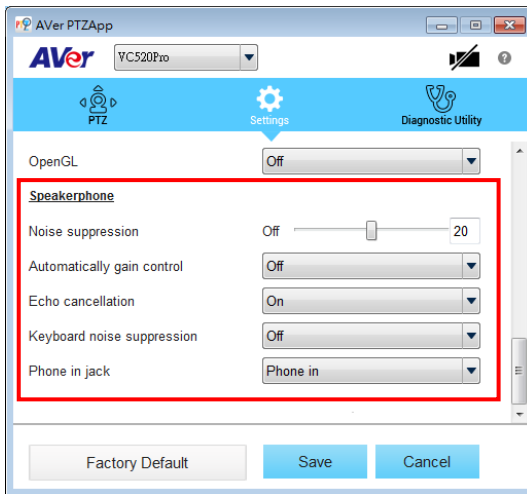 AVer PTZApp
AVer VC520Pro
PTZ Settings Diagnostic Utility
OpenGL Off
Speakerphone
Noise suppression Off 20
Automatically gain control Off
Echo cancellation On
Keyboard noise suppression Off
Phone in jack Phone in
Factory Default Save Cancel